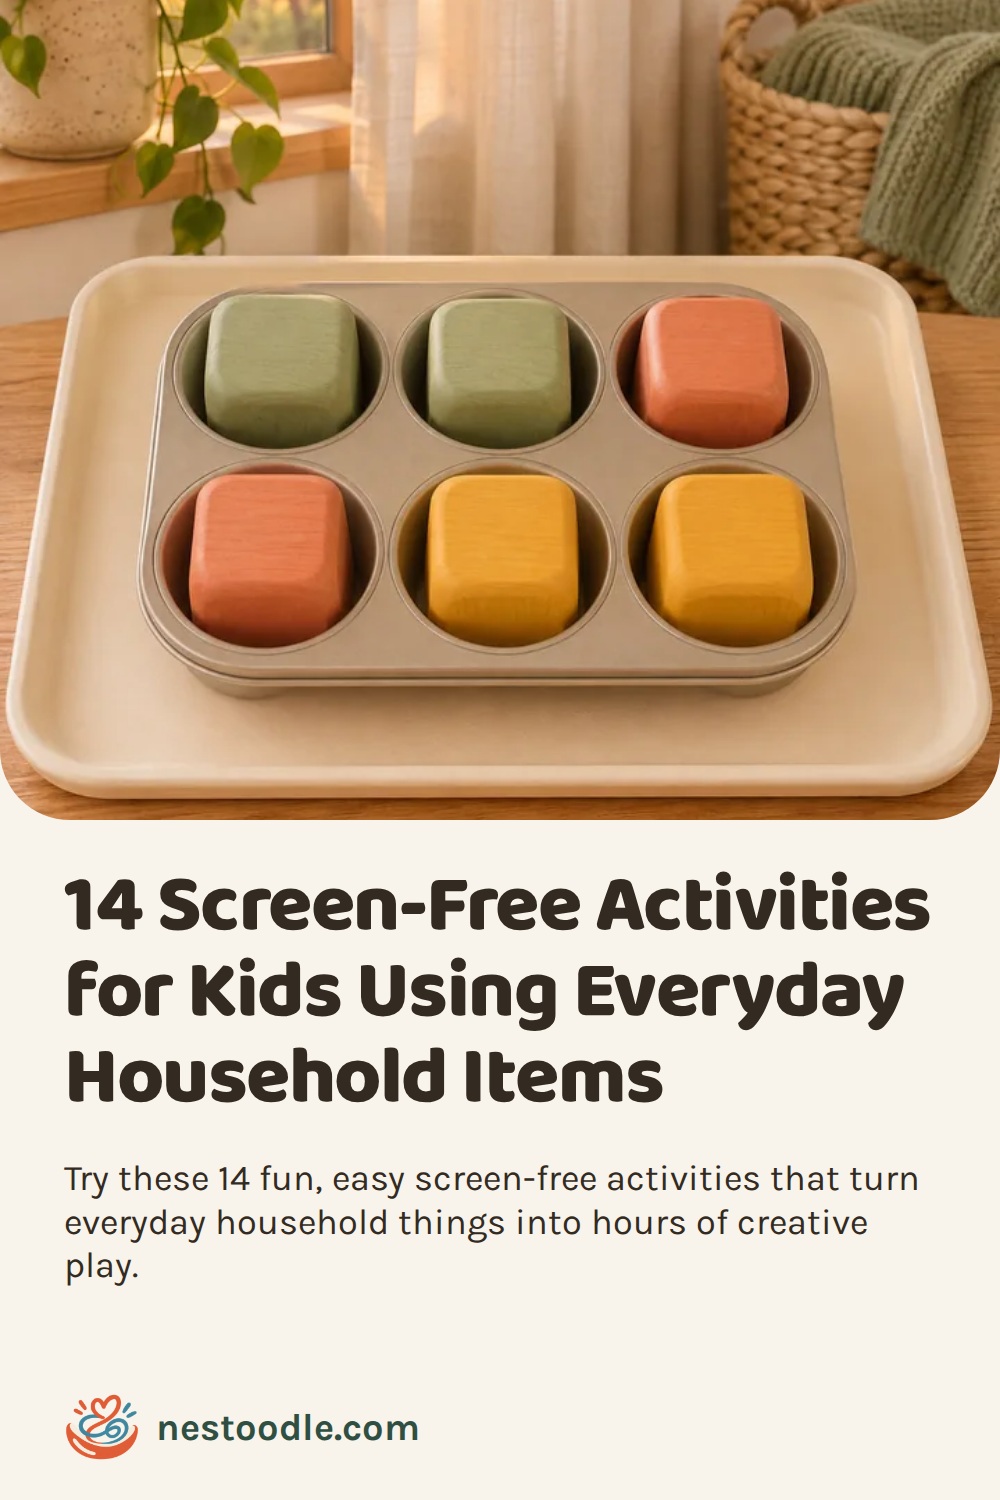 14 Screen-Free Activities
for Kids Using Everyday
Household Items
Try these 14 fun, easy screen-free activities that turn
everyday household things into hours of creative
play.
nestoodle.com